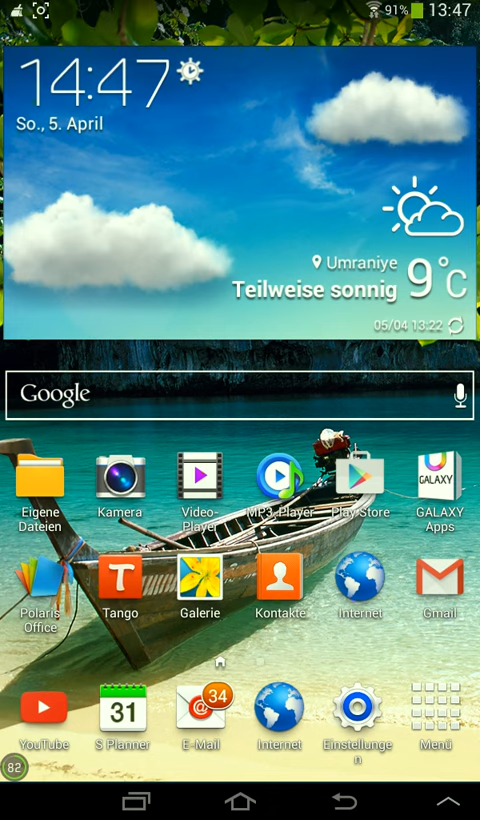 91% 13:47
14:47
So., 5. April
Umraniye
Teilweise sonnig 9°C
05/04 13:22
Google
GALAXY
Eigene Dateien
Kamera
Video-Player
MP3-Player
Play Store
GALAXY Apps
Polaris Office
Tango
Galerie
Kontakte
Internet
Gmail
31
34
YouTube
S Planner
E-Mail
Internet
Einstellungen
Menü
82